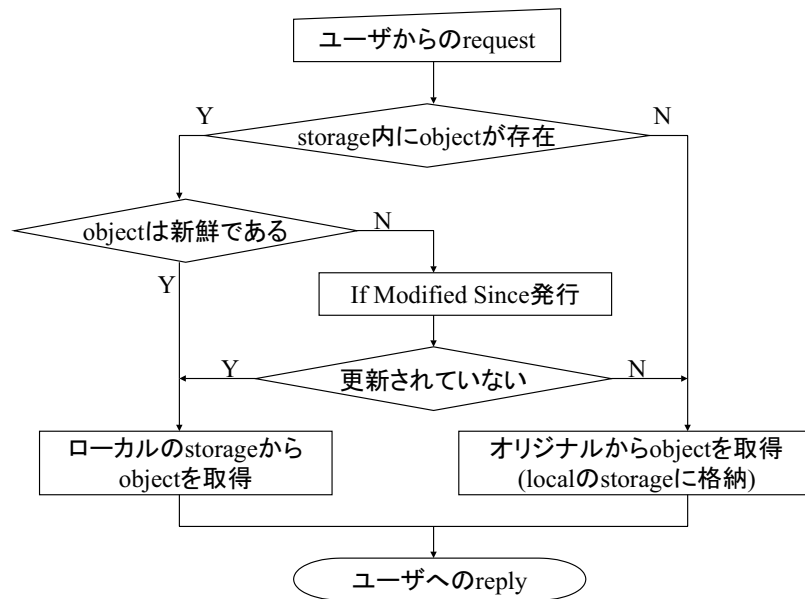 ユーザからのrequest
Y
N
storage内にobjectが存在
objectは新鮮である
N
Y
If Modified Since発行
Y
更新されていない
N
ローカルのstorageから
objectを取得
オリジナルからobjectを取得
(localのstorageに格納)
ユーザへのreply